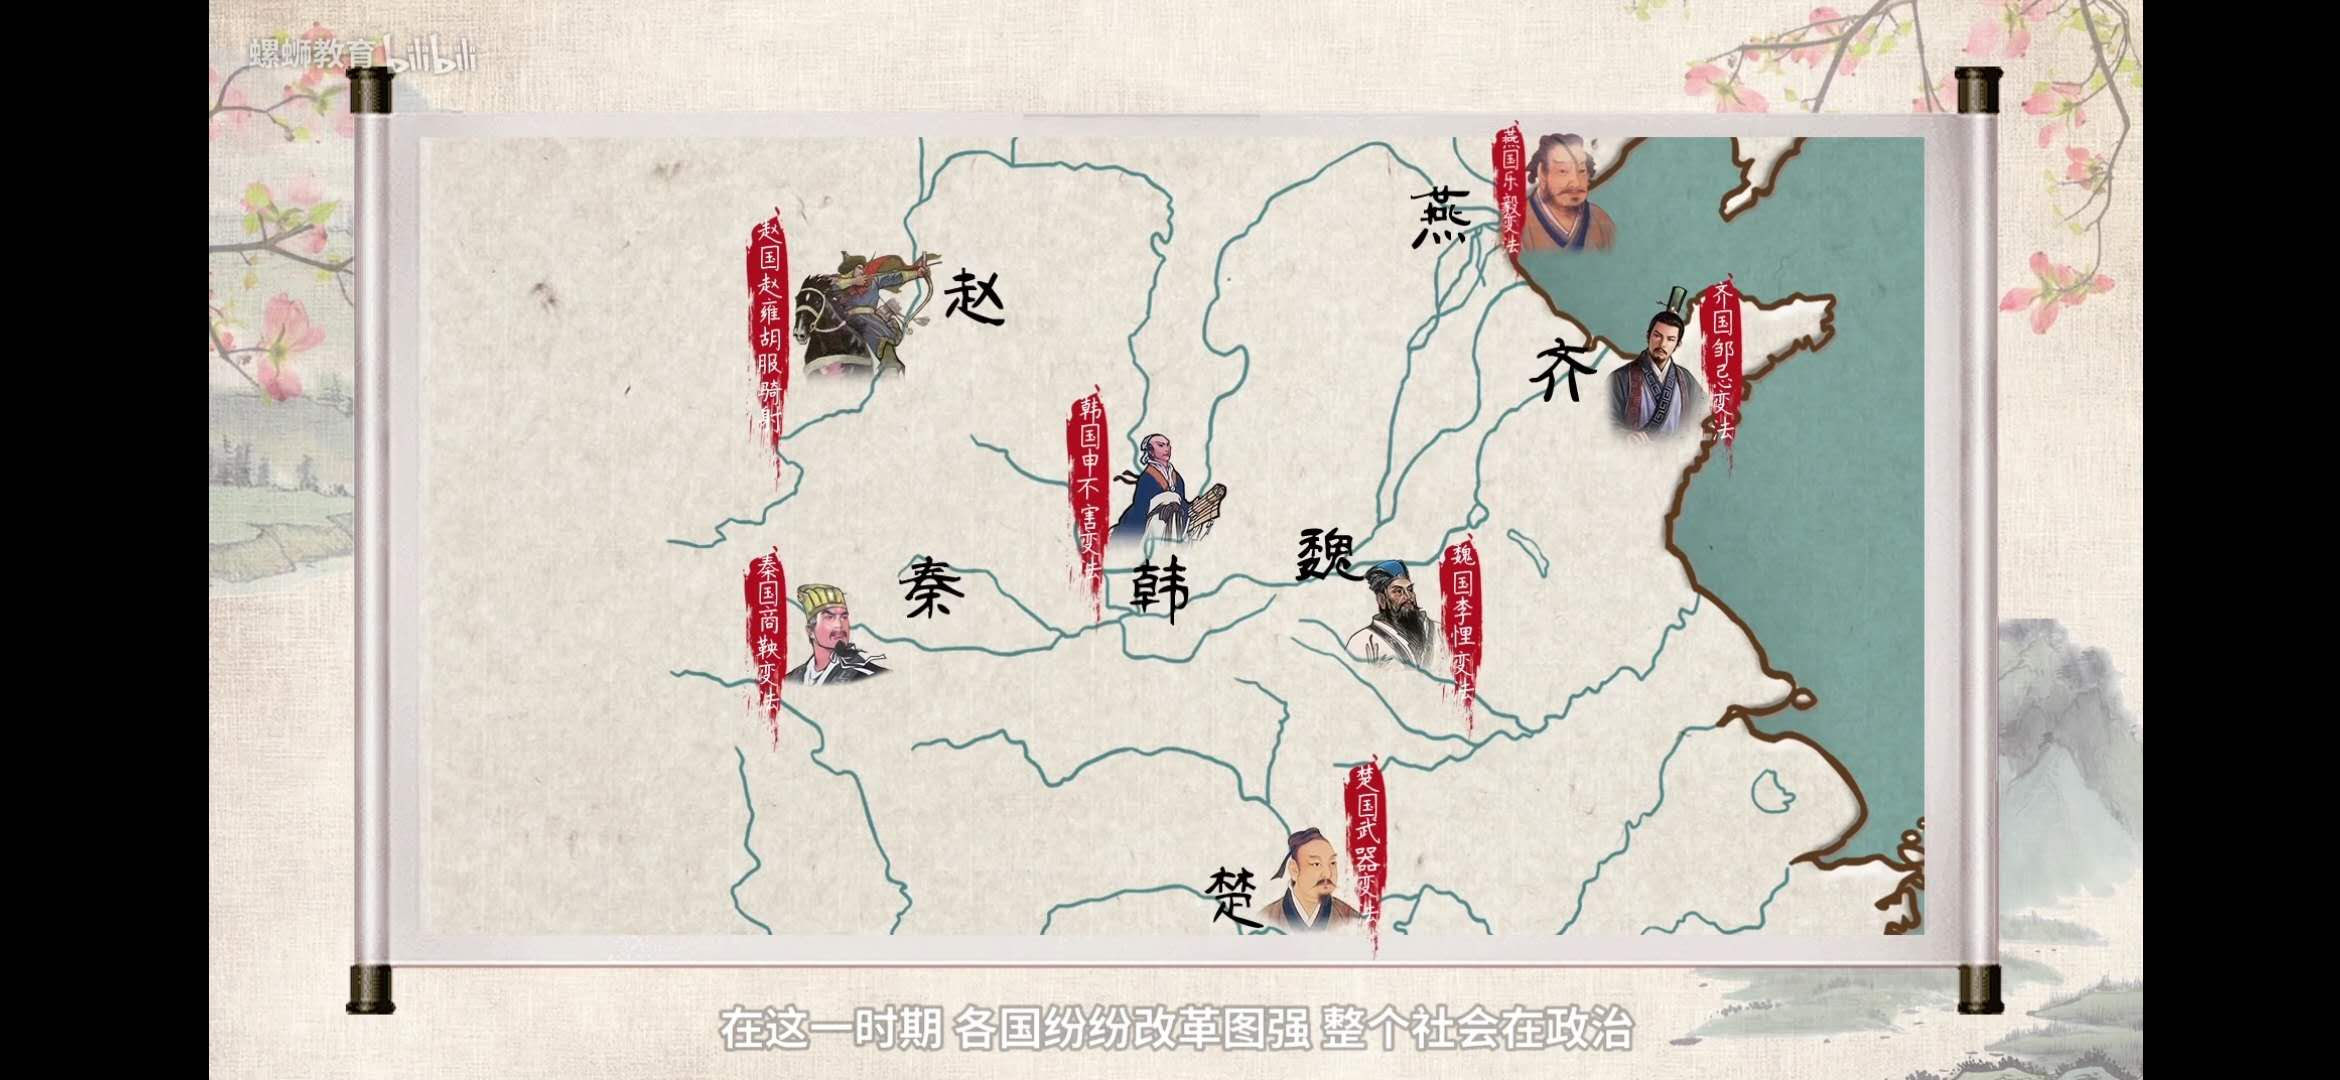 螺蛳教育 bilibili
燕国乐毅变法
燕
赵国赵雍胡服骑射
赵
齐国邹忌变法
齐
韩国申不害变法
韩
秦国商鞅变法
秦
魏
魏国李悝变法
楚国武器变法
楚
在这一时期 各国纷纷改革图强 整个社会在政治